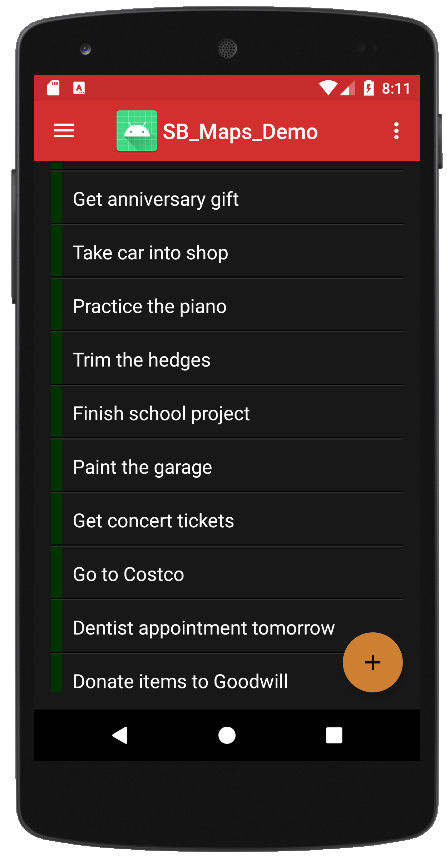 8:11
SB_Maps_Demo
Get anniversary gift
Take car into shop
Practice the piano
Trim the hedges
Finish school project
Paint the garage
Get concert tickets
Go to Costco
Dentist appointment tomorrow
Donate items to Goodwill